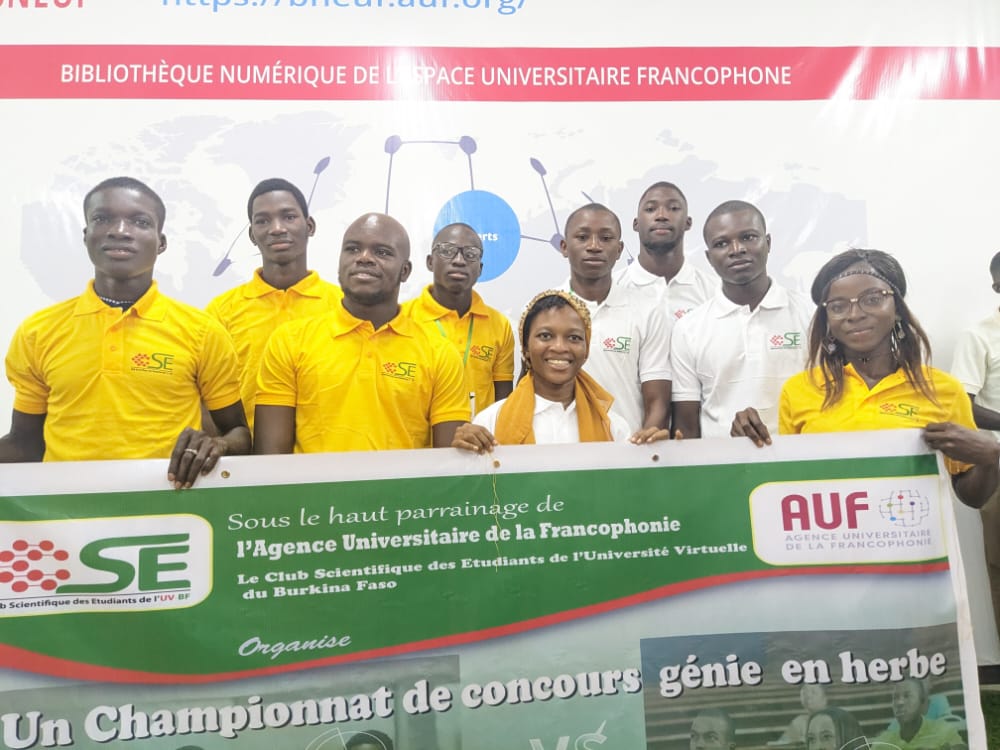 https://bneuf.auf.org/
BIBLIOTHÈQUE NUMÉRIQUE DE L'ESPACE UNIVERSITAIRE FRANCOPHONE
SE
SE
SE
SE
SE
SE
SE
Sous le haut parrainage de
l'Agence Universitaire de la Francophonie
Le Club Scientifique des Etudiants de l'Université Virtuelle
du Burkina Faso
Organise
SE
Scientifique des Etudiants de l'UV BF
AUF
AGENCE UNIVERSITAIRE
DE LA FRANCOPHONIE
Un Championnat de concours génie en herbe
VS